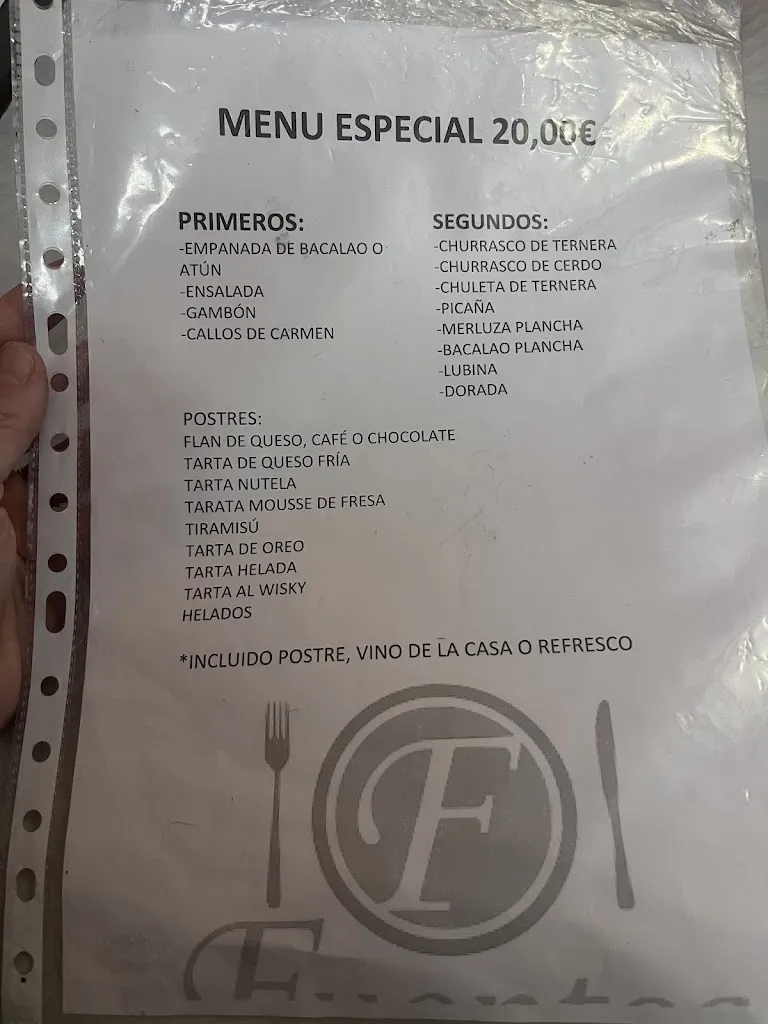 MENU ESPECIAL 20,00€
PRIMEROS:
-EMPANADA DE BACALAO O
ATÚN
-ENSALADA
-GAMBÓN
-CALLOS DE CARMEN
SEGUNDOS:
-CHURRASCO DE TERNERA
-CHURRASCO DE CERDO
-CHULETA DE TERNERA
-PICAÑA
-MERLUZA PLANCHA
-BACALAO PLANCHA
-LUBINA
-DORADA
POSTRES:
FLAN DE QUESO, CAFÉ O CHOCOLATE
TARTA DE QUESO FRÍA
TARTA NUTELA
TARATA MOUSSE DE FRESA
TIRAMISÚ
TARTA DE OREO
TARTA HELADA
TARTA AL WISKY
HELADOS
*INCLUIDO POSTRE, VINO DE LA CASA O REFRESCO
F